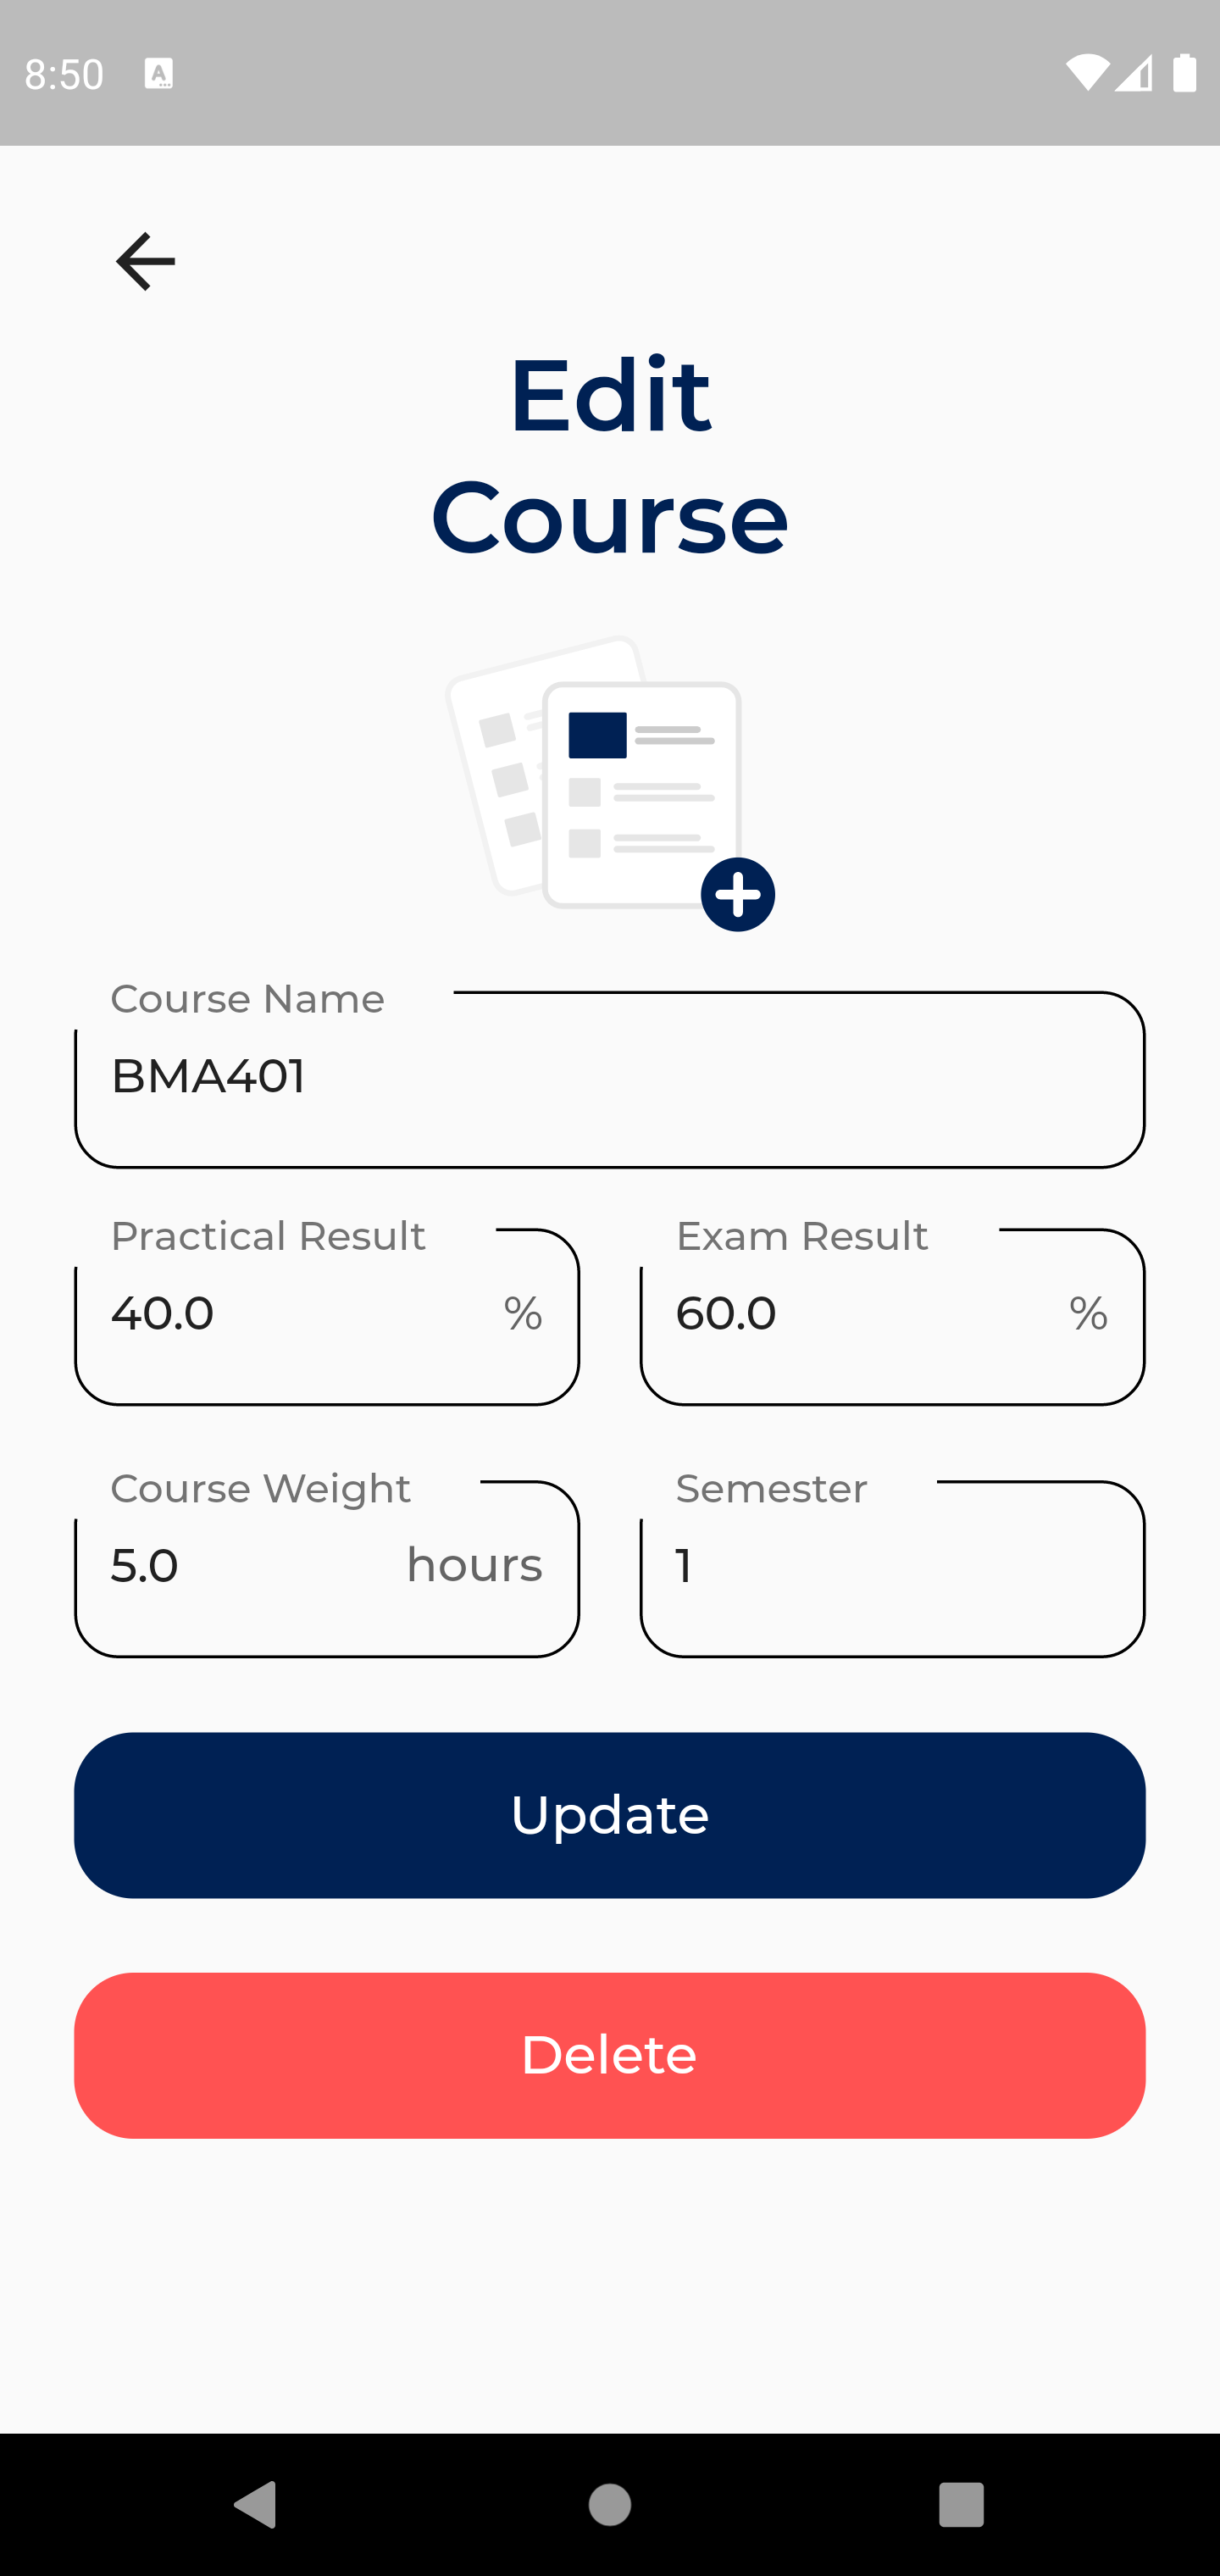 8:50
Edit
Course
Course Name
BMA401
Practical Result
Exam Result
40.0 %
60.0 %
Course Weight
Semester
5.0 hours
1
Update
Delete